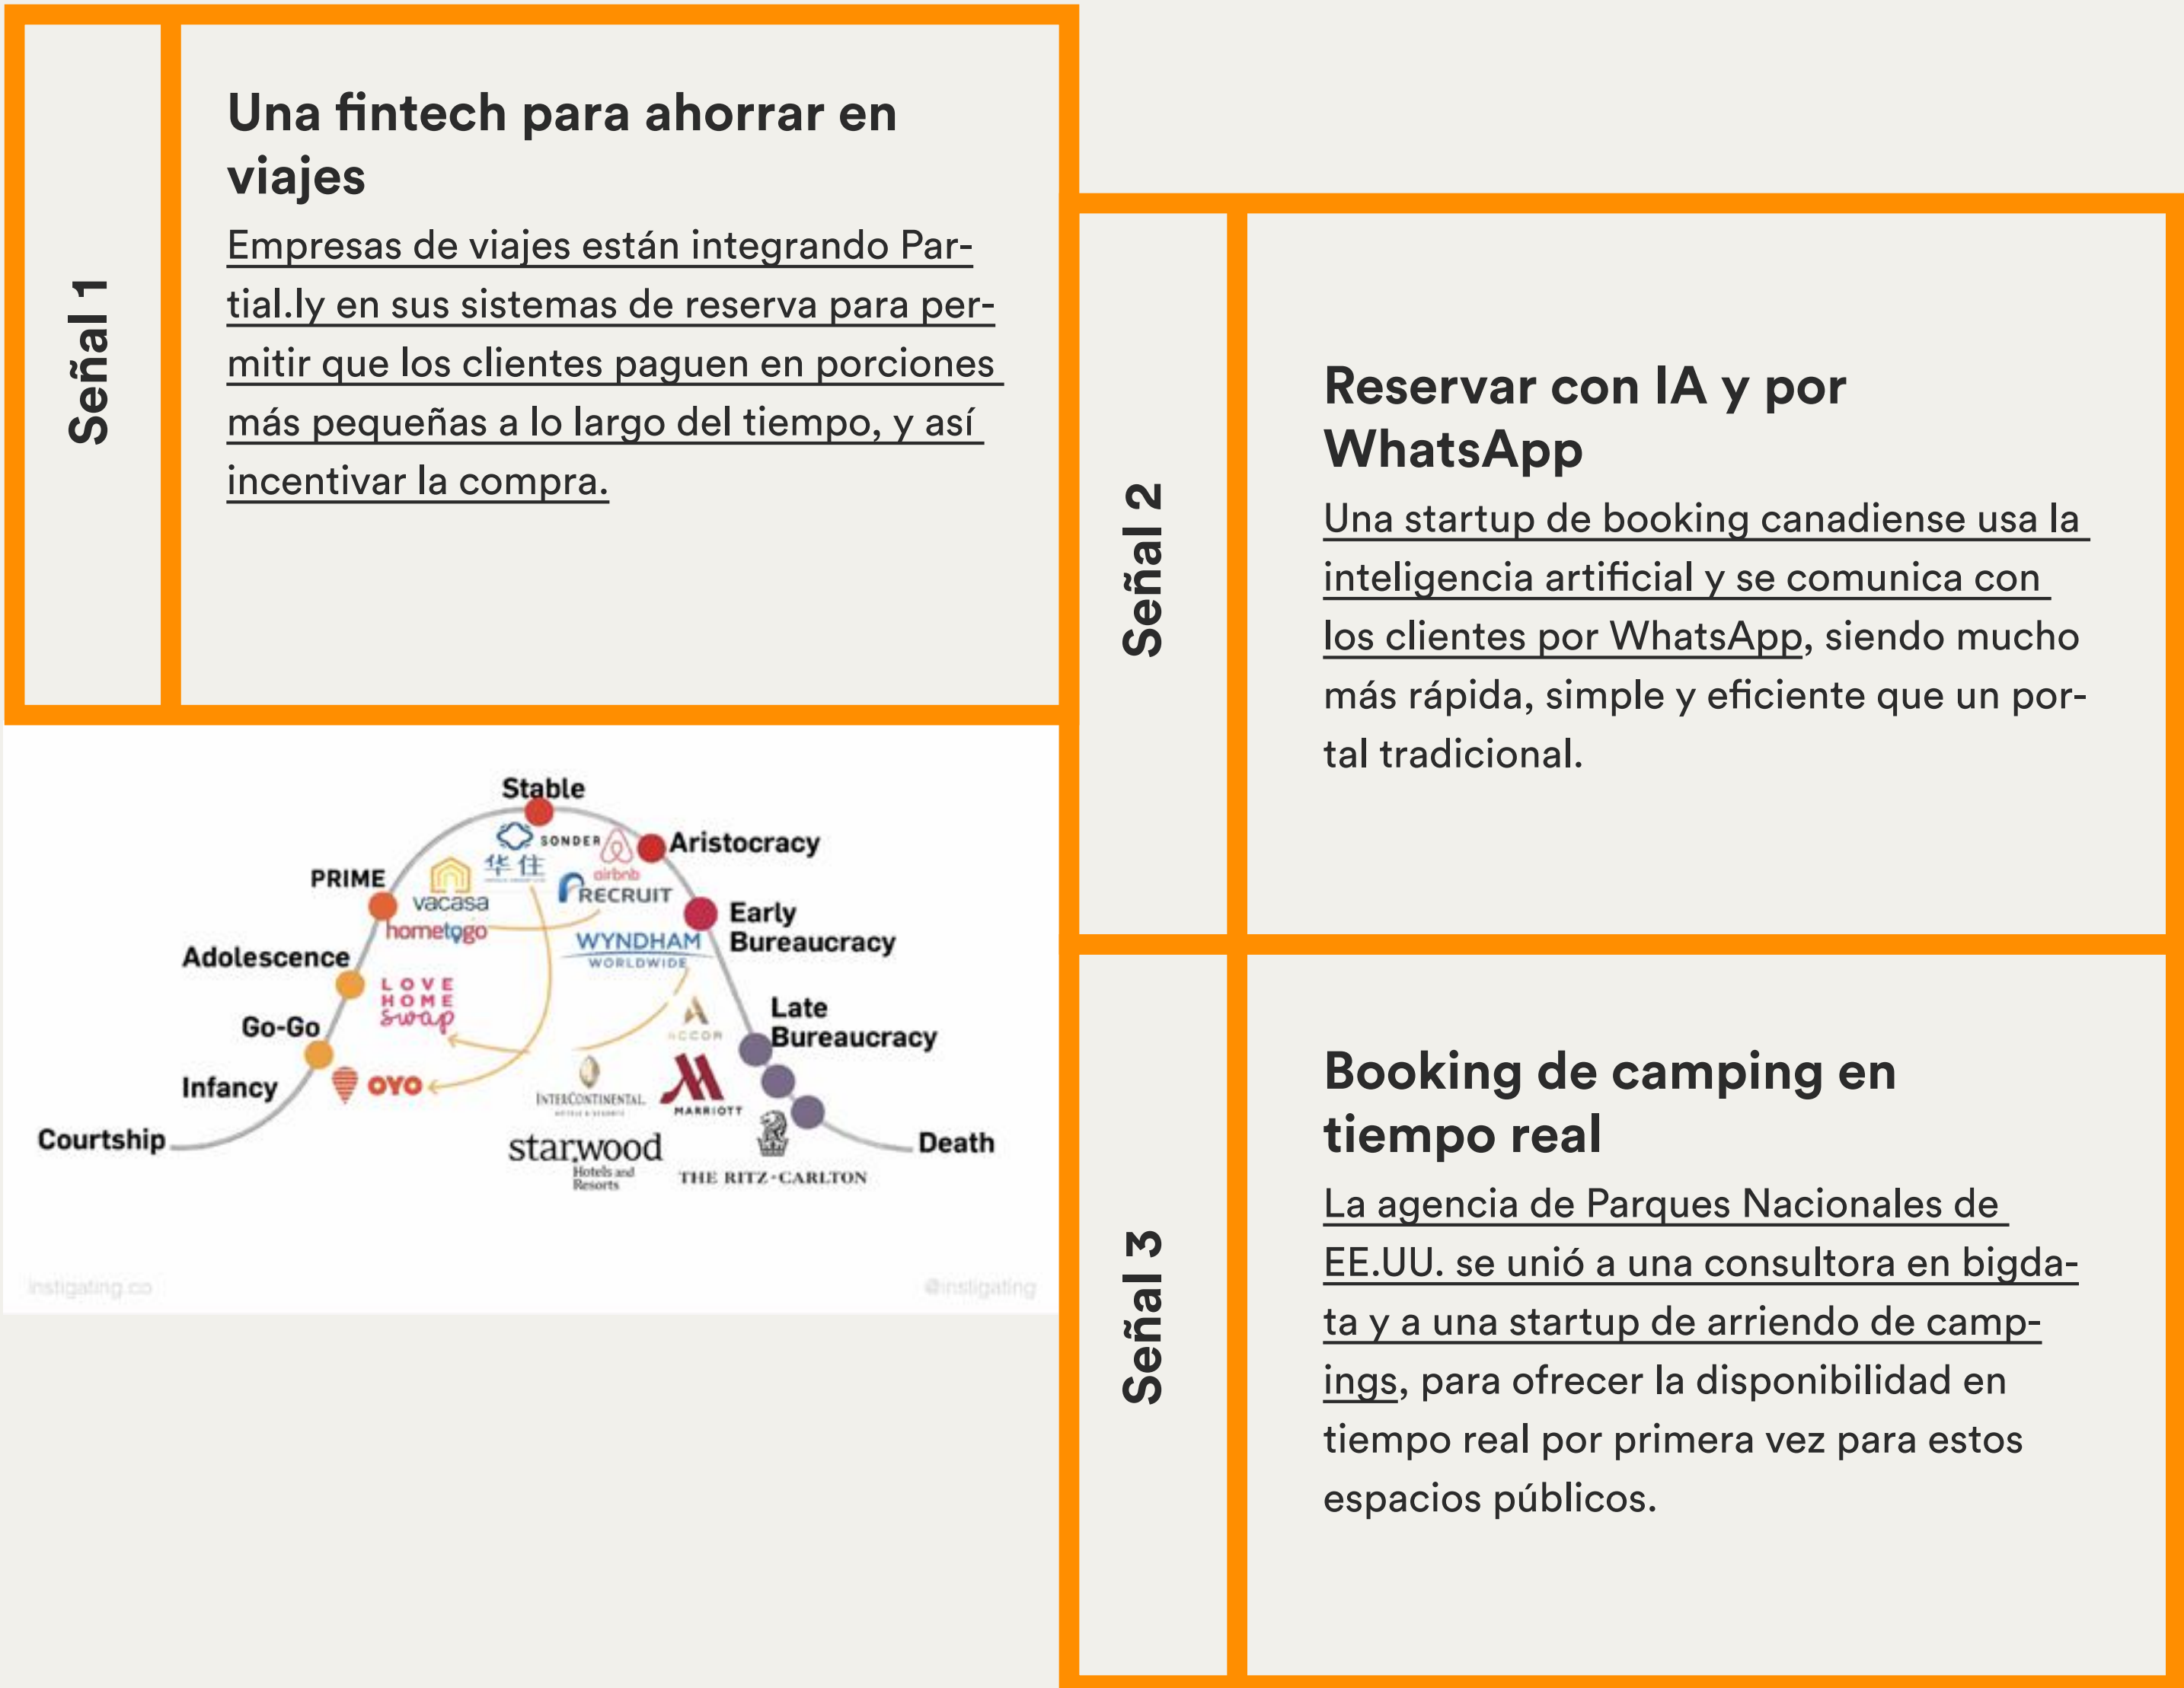 Señal 1
Una fintech para ahorrar en
viajes
Empresas de viajes están integrando Par-
tial.ly en sus sistemas de reserva para per-
mitir que los clientes paguen en porciones
más pequeñas a lo largo del tiempo, y así
incentivar la compra.
Señal 2
Reservar con IA y por
WhatsApp
Una startup de booking canadiense usa la
inteligencia artificial y se comunica con
los clientes por WhatsApp, siendo mucho
más rápida, simple y eficiente que un por-
tal tradicional.
Stable
SONDER
Aristocracy
华住
airbnb
PRIME
RECRUIT
vacasa
Early
Bureaucracy
hometogo
WYNDHAM
WORLDWIDE
Adolescence
LOVE
HOME
swap
Late
Bureaucracy
Go-Go
ACCOR
Infancy
OYO
INTERCONTINENTAL
MARRIOTT
Courtship
starwood
Hotels and
Resorts
THE RITZ-CARLTON
Death
instigating.co
@instigating
Señal 3
Booking de camping en
tiempo real
La agencia de Parques Nacionales de
EE.UU. se unió a una consultora en bigda-
ta y a una startup de arriendo de camp-
ings, para ofrecer la disponibilidad en
tiempo real por primera vez para estos
espacios públicos.